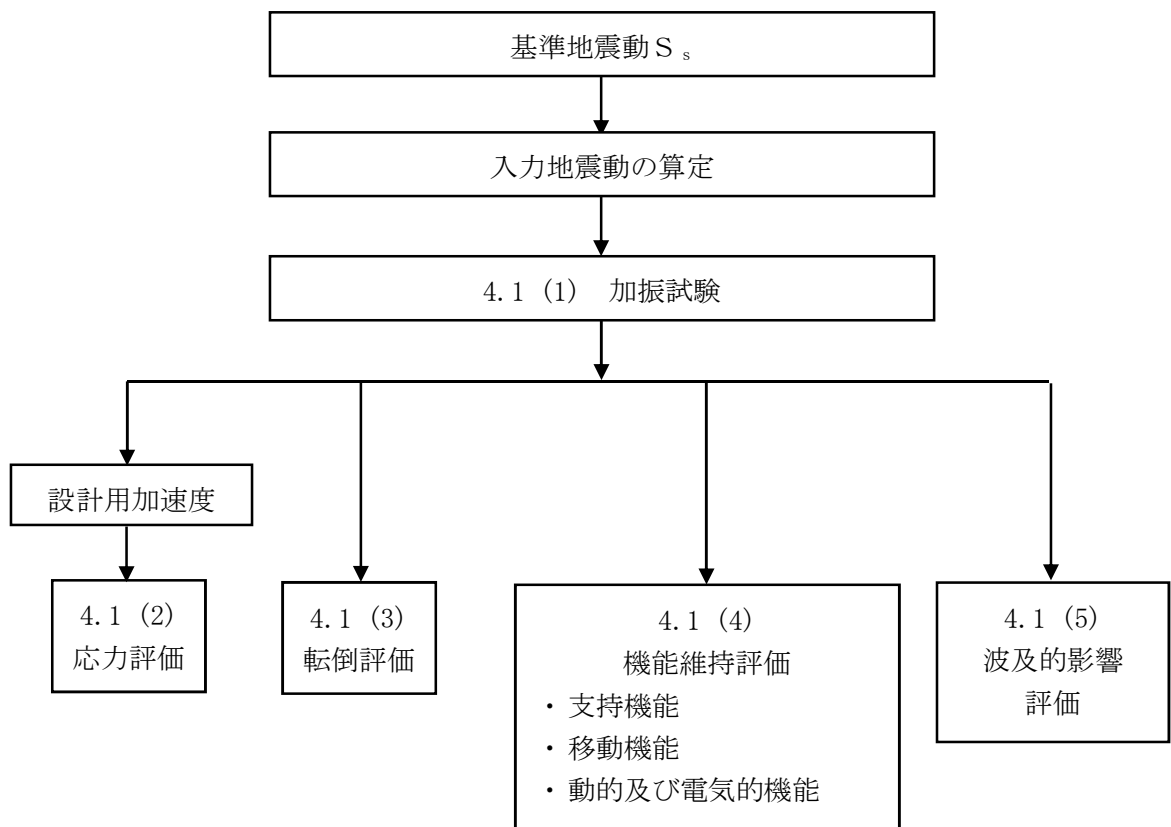 基準地震動Ｓｓ
入力地震動の算定
4.1 (1)　加振試験
設計用加速度
4.1 (2)
応力評価
4.1 (3)
転倒評価
4.1 (4)
機能維持評価
・支持機能
・移動機能
・動的及び電気的機能
4.1 (5)
波及的影響
評価